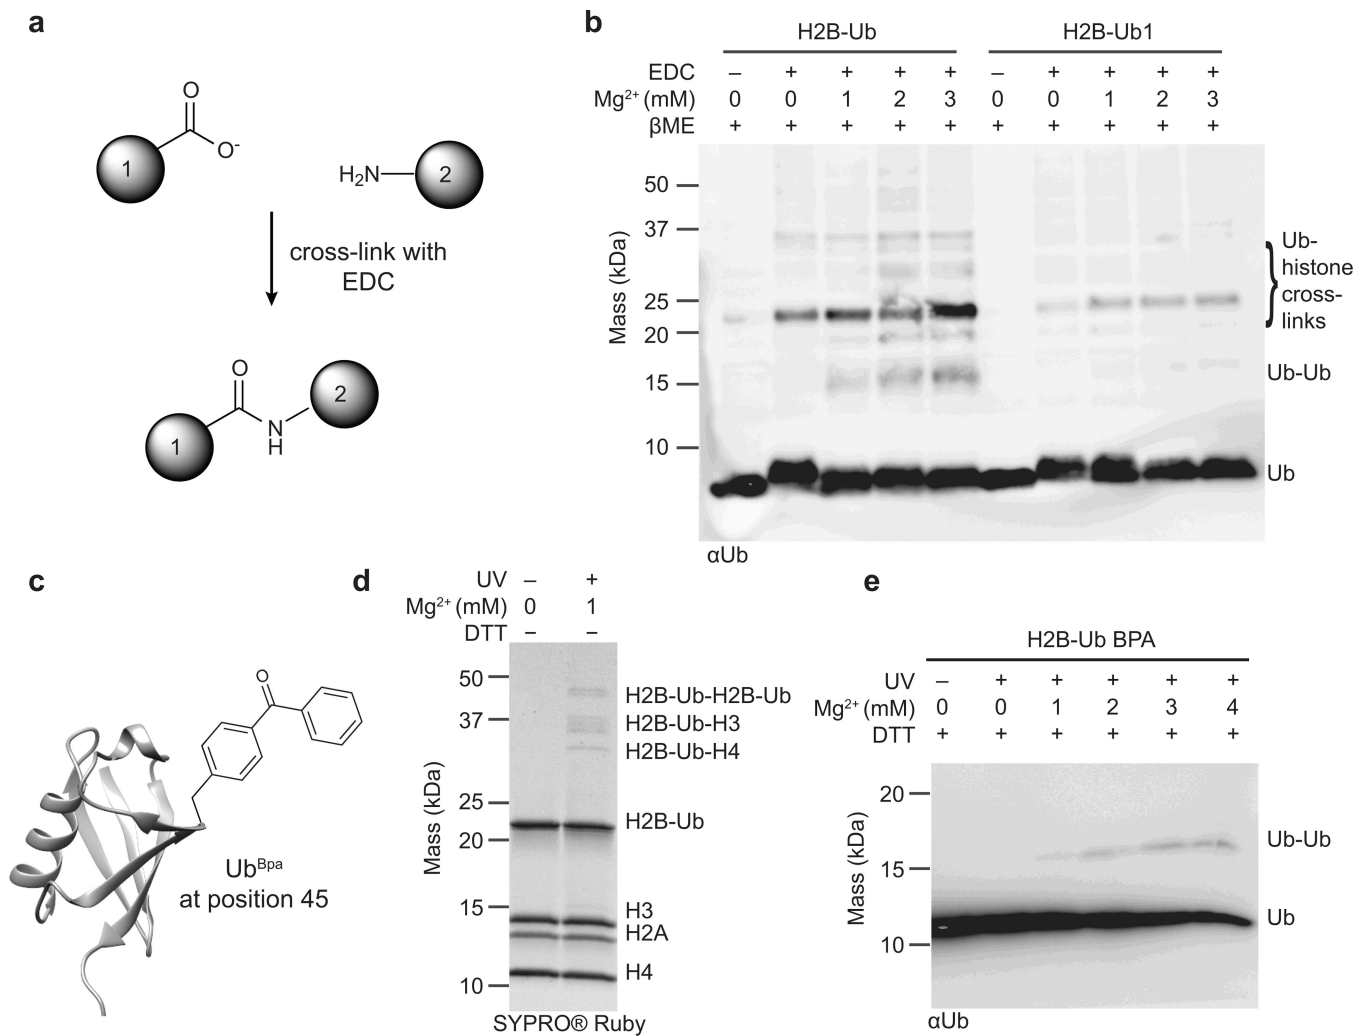 a
O
1
O-
H2N
2
cross-link with
EDC
O
1
N
H
2
b
H2B-Ub
H2B-Ub1
EDC – + + + + – + + + +
Mg2+ (mM) 0 0 1 2 3 0 0 1 2 3
βME + + + + + + + + + +
Mass (kDa)
50
37
25
20
15
10
Ub-
histone
cross-
links
Ub-Ub
Ub
αUb
c
O
UbBpa
at position 45
d
UV – +
Mg2+ (mM) 0 1
DTT – –
Mass (kDa)
50
37
25
20
15
10
H2B-Ub-H2B-Ub
H2B-Ub-H3
H2B-Ub-H4
H2B-Ub
H3
H2A
H4
SYPRO® Ruby
e
H2B-Ub BPA
UV – + + + + +
Mg2+ (mM) 0 0 1 2 3 4
DTT + + + + + +
Mass (kDa)
20
15
10
Ub-Ub
Ub
αUb